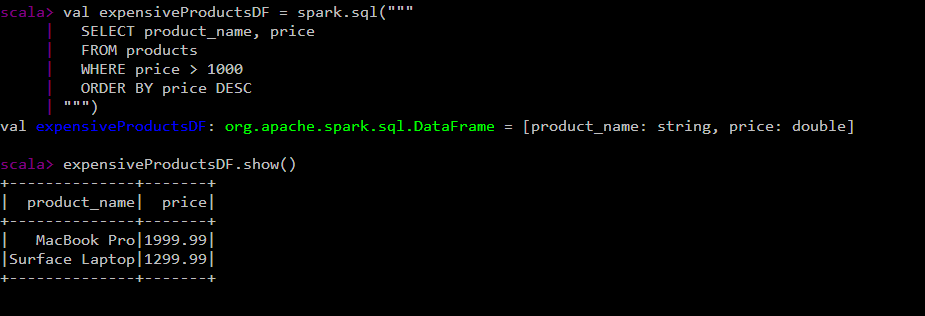 scala> val expensiveProductsDF = spark.sql("""
     |   SELECT product_name, price
     |   FROM products
     |   WHERE price > 1000
     |   ORDER BY price DESC
     | """)
val expensiveProductsDF: org.apache.spark.sql.DataFrame = [product_name: string, price: double]

scala> expensiveProductsDF.show()
+--------------+-------+
|  product_name|  price|
+--------------+-------+
|   MacBook Pro|1999.99|
|Surface Laptop|1299.99|
+--------------+-------+